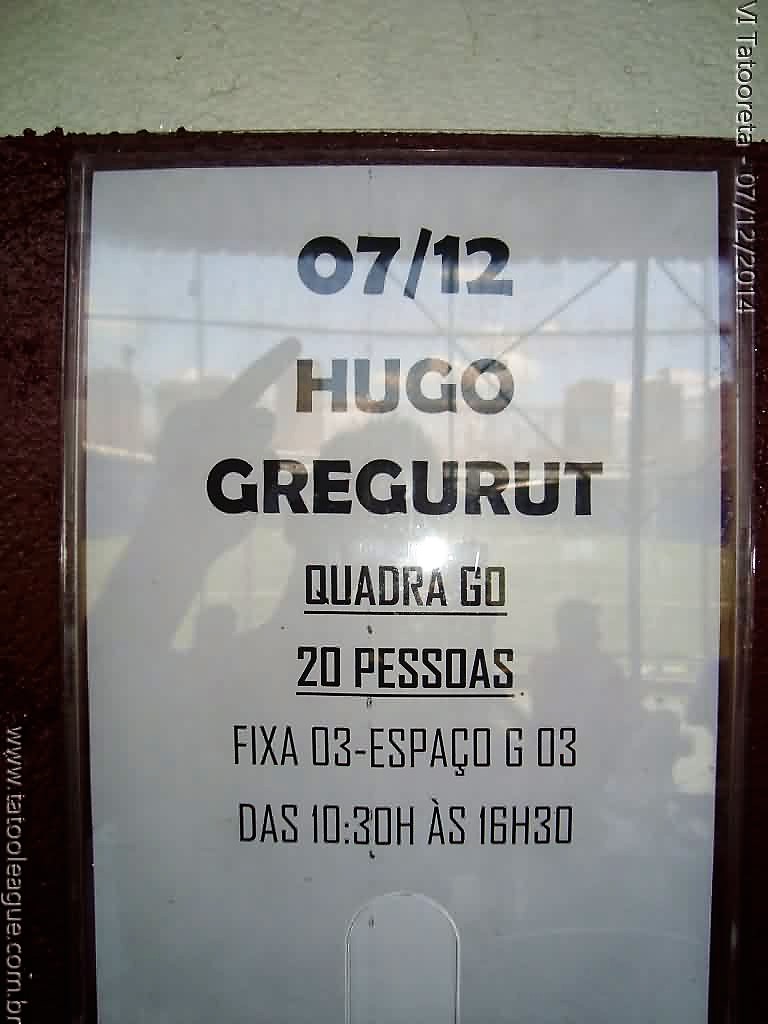 07/12
HUGO
GREGURUT
QUADRA GO
20 PESSOAS
FIXA 03-ESPAÇO G 03
DAS 10:30H ÀS 16H30
VI Tatooreta - 07/12/2014
www.tatooleague.com.br